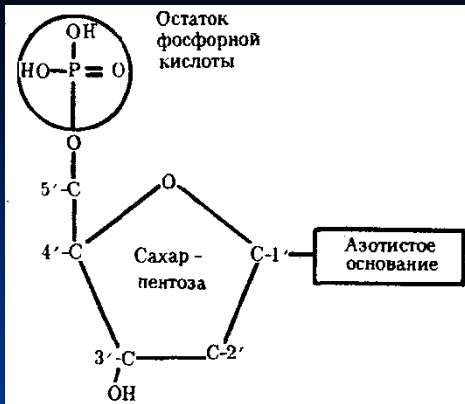 Остаток
фосфорной
кислоты
OH
HO–P=O
O
5′-C
O
4′-C
Сахар –
пентоза
C-1′
Азотистое
основание
3′-C
C-2′
OH